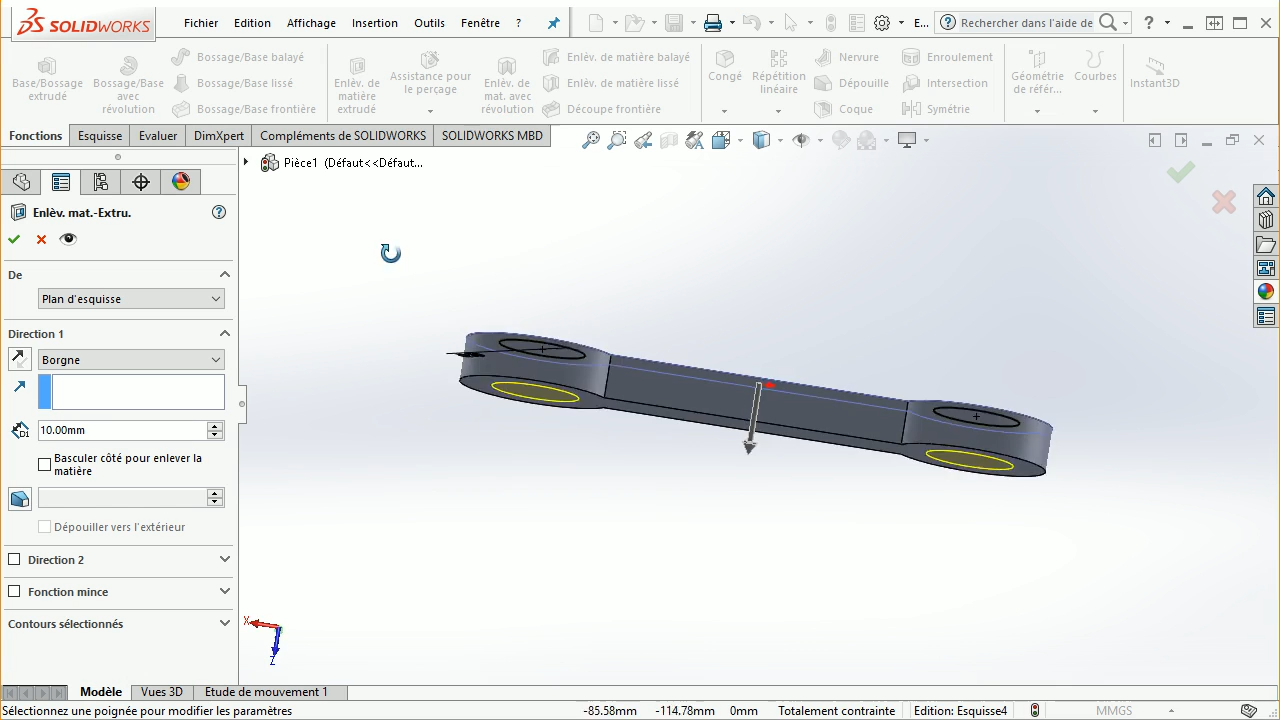 SOLIDWORKS
Fichier Edition Affichage Insertion Outils Fenêtre ?
E... Rechercher dans l'aide de ?
Base/Bossage extrudé
Bossage/Base avec révolution
Bossage/Base balayé
Bossage/Base lissé
Bossage/Base frontière
Enlèv. de matière extrudé
Assistance pour le perçage
Enlèv. de mat. avec révolution
Enlèv. de matière balayé
Enlèv. de matière lissé
Découpe frontière
Congé
Répétition linéaire
Nervure
Dépouille
Coque
Enroulement
Intersection
Symétrie
Géométrie de référ...
Courbes
Instant3D
Fonctions Esquisse Evaluer DimXpert Compléments de SOLIDWORKS SOLIDWORKS MBD
Pièce1 (Défaut<<Défaut...
Enlèv. mat.-Extru. ?
De
Plan d'esquisse
Direction 1
Borgne
D1 10.00mm
Basculer côté pour enlever la
matière
Dépouiller vers l'extérieur
Direction 2
Fonction mince
Contours sélectionnés
X
Z
Modèle Vues 3D Etude de mouvement 1
Sélectionnez une poignée pour modifier les paramètres -85.58mm -114.78mm 0mm Totalement contrainte Edition: Esquisse4 MMGS